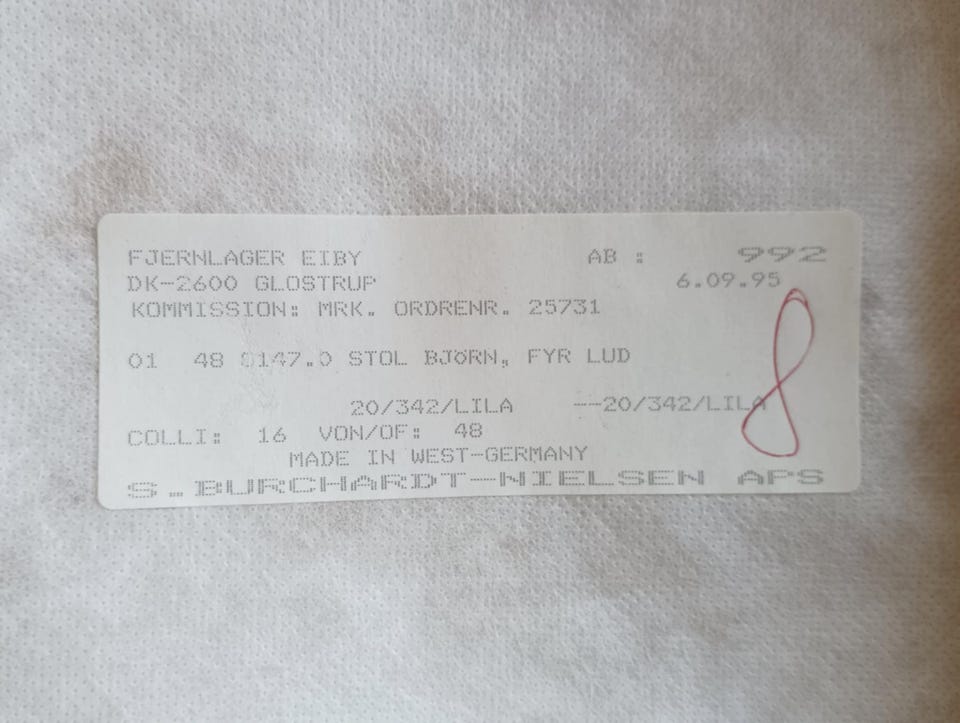 FJERNLAGER EIBY AB : 992
DK-2600 GLOSTRUP 6.09.95
KOMMISSION: MRK. ORDRENR. 25731
01 48 STOL BJÖRN, FYR LUD
20/342/LILA --20/342/LILA
COLLI: 16 VON/OF: 48
MADE IN WEST-GERMANY
S.BURCHARDT-NIELSEN APS
8